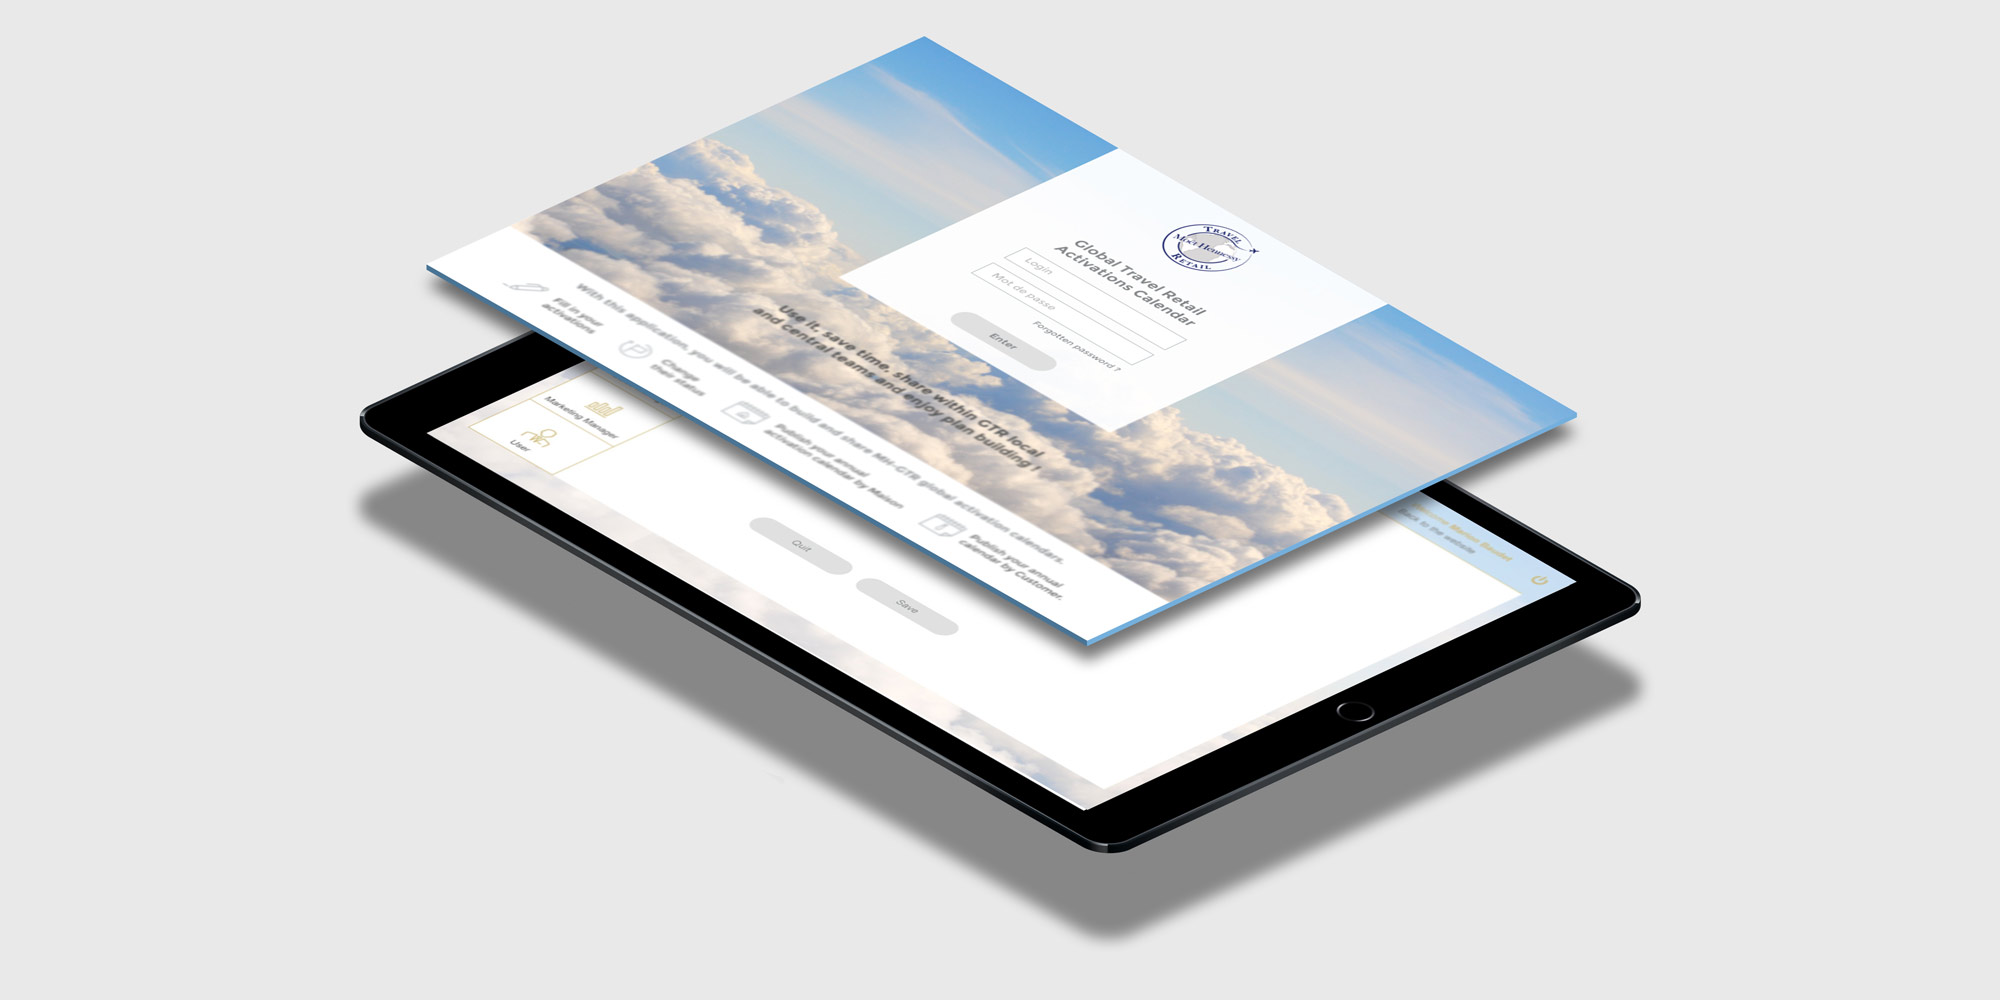 TRAVEL
Moët Hennessy
RETAIL
Global Travel Retail
Activations Calendar
Login
Mot de passe
Forgotten password ?
Enter
Use it, save time, share within GTR local
and central teams and enjoy plan building !
With this application, you will be able to build and share MH-GTR global activation calendars.
Fill in your
activations
Change
their status
Publish your annual
activation calendar by Maison
Publish your annual
calendar by Customer.
Marketing Manager
User
Quit
Save
Back to the website